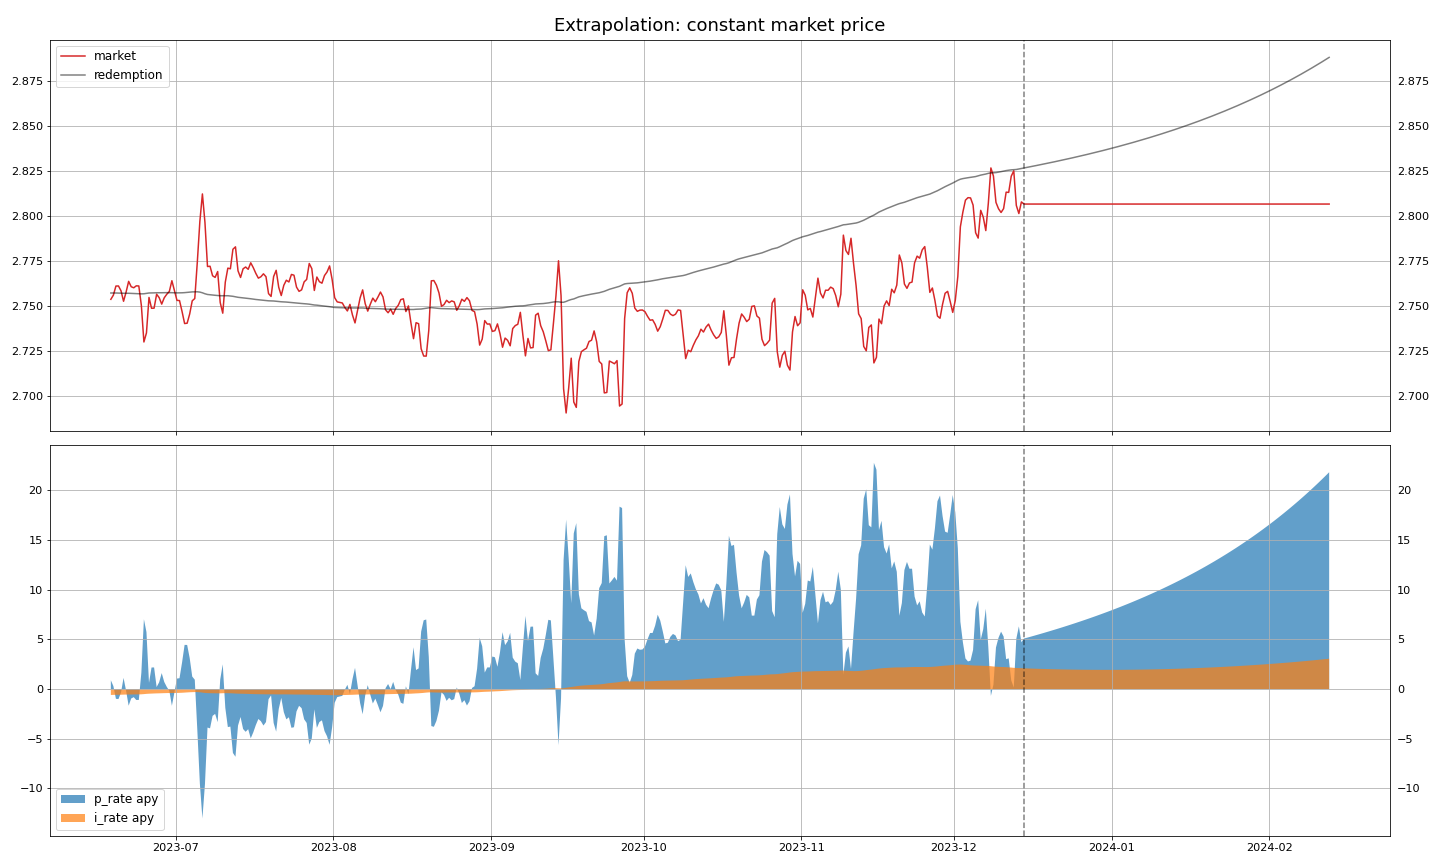 Extrapolation: constant market price
market
redemption
2.875 2.875
2.850 2.850
2.825 2.825
2.800 2.800
2.775 2.775
2.750 2.750
2.725 2.725
2.700 2.700
20 20
15 15
10 10
5 5
0 0
−5 −5
−10 −10
p_rate apy
i_rate apy
2023-07 2023-08 2023-09 2023-10 2023-11 2023-12 2024-01 2024-02